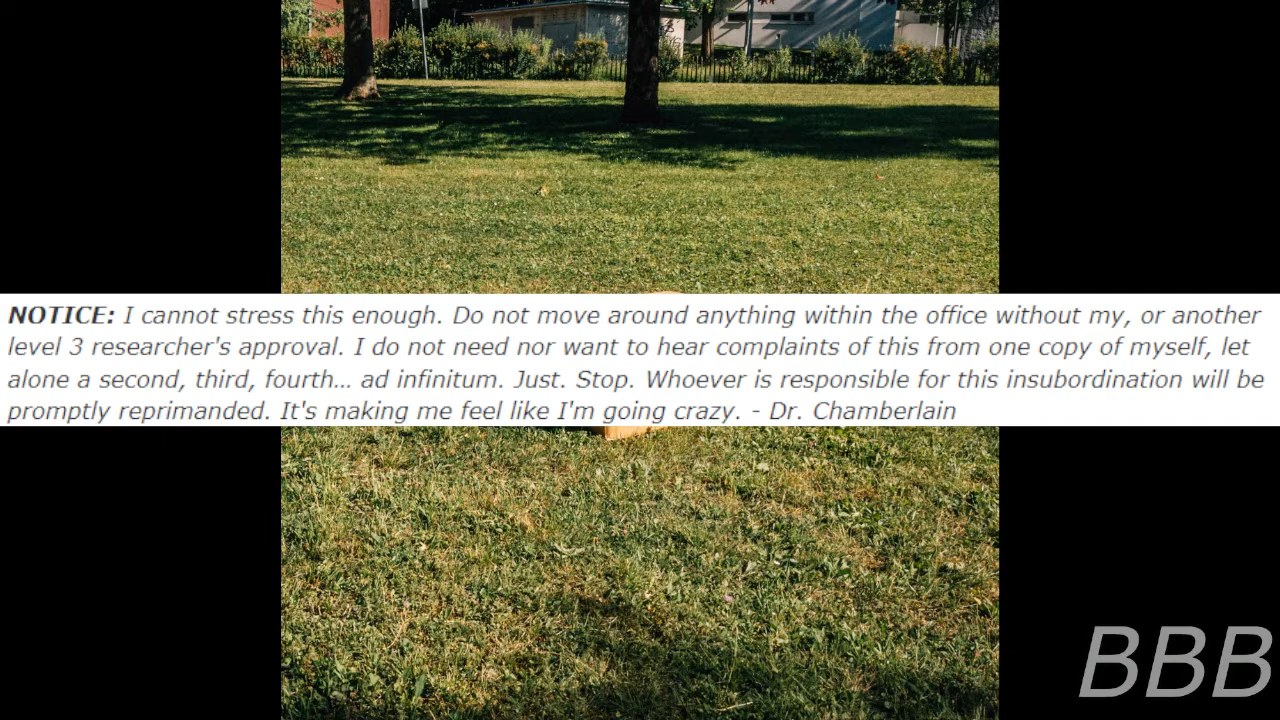 NOTICE: I cannot stress this enough. Do not move around anything within the office without my, or another
level 3 researcher's approval. I do not need nor want to hear complaints of this from one copy of myself, let
alone a second, third, fourth... ad infinitum. Just. Stop. Whoever is responsible for this insubordination will be
promptly reprimanded. It's making me feel like I'm going crazy. - Dr. Chamberlain
BBB